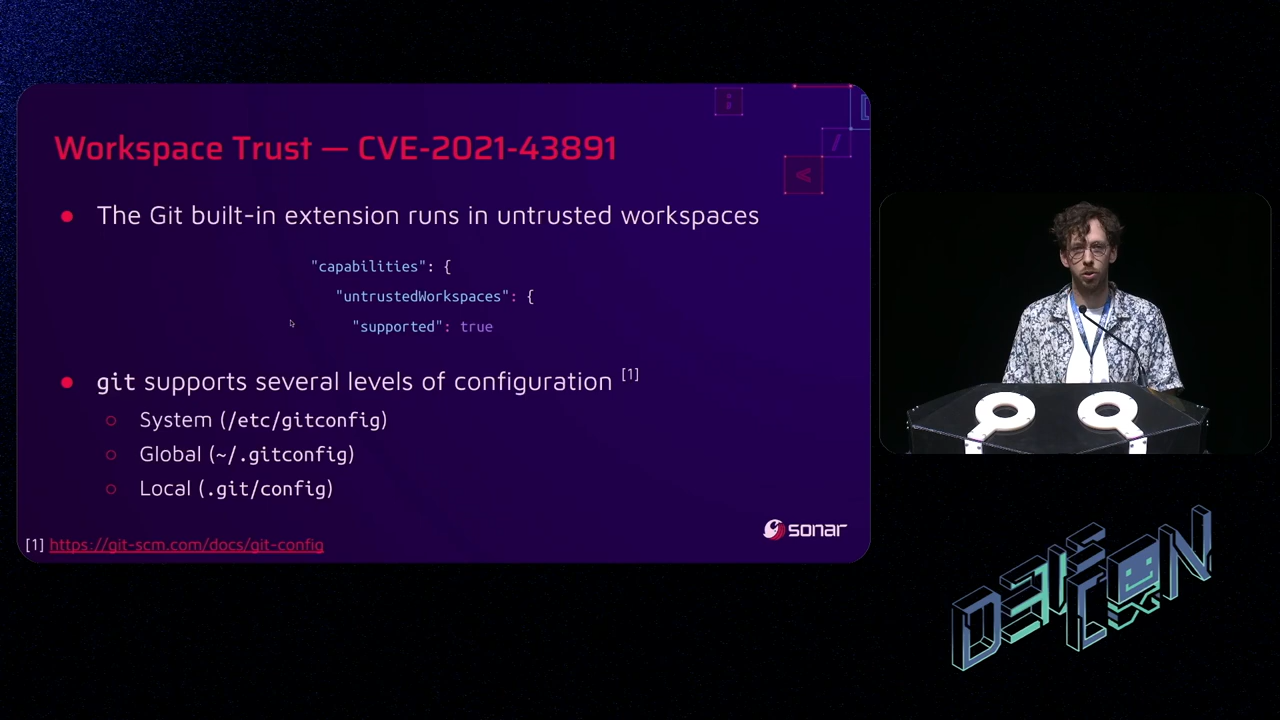 Workspace Trust — CVE-2021-43891
● The Git built-in extension runs in untrusted workspaces
"capabilities": {
"untrustedWorkspaces": {
"supported": true
● git supports several levels of configuration [1]
○ System (/etc/gitconfig)
○ Global (~/.gitconfig)
○ Local (.git/config)
[1] https://git-scm.com/docs/git-config
sonar
DEF CON